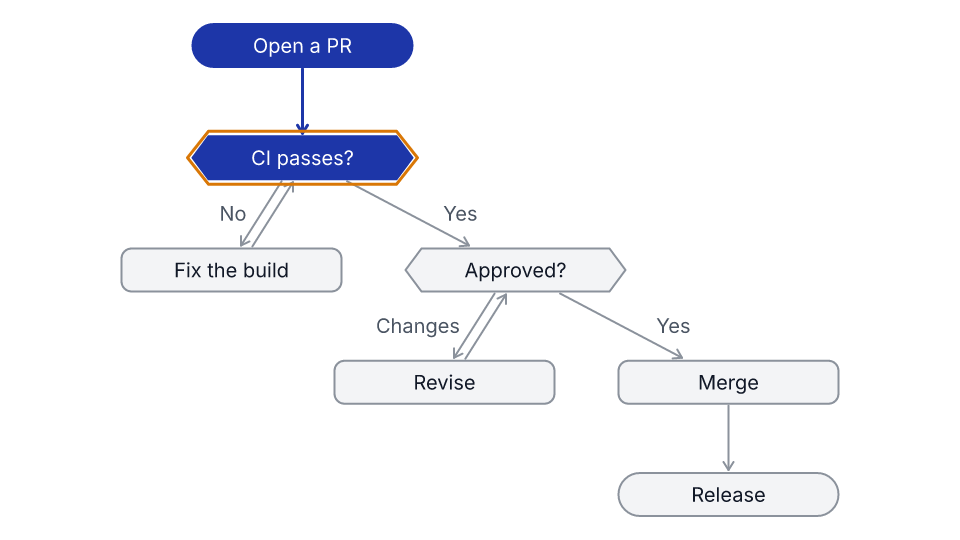 Open a PR
CI passes?
No
Yes
Fix the build
Approved?
Changes
Yes
Revise
Merge
Release